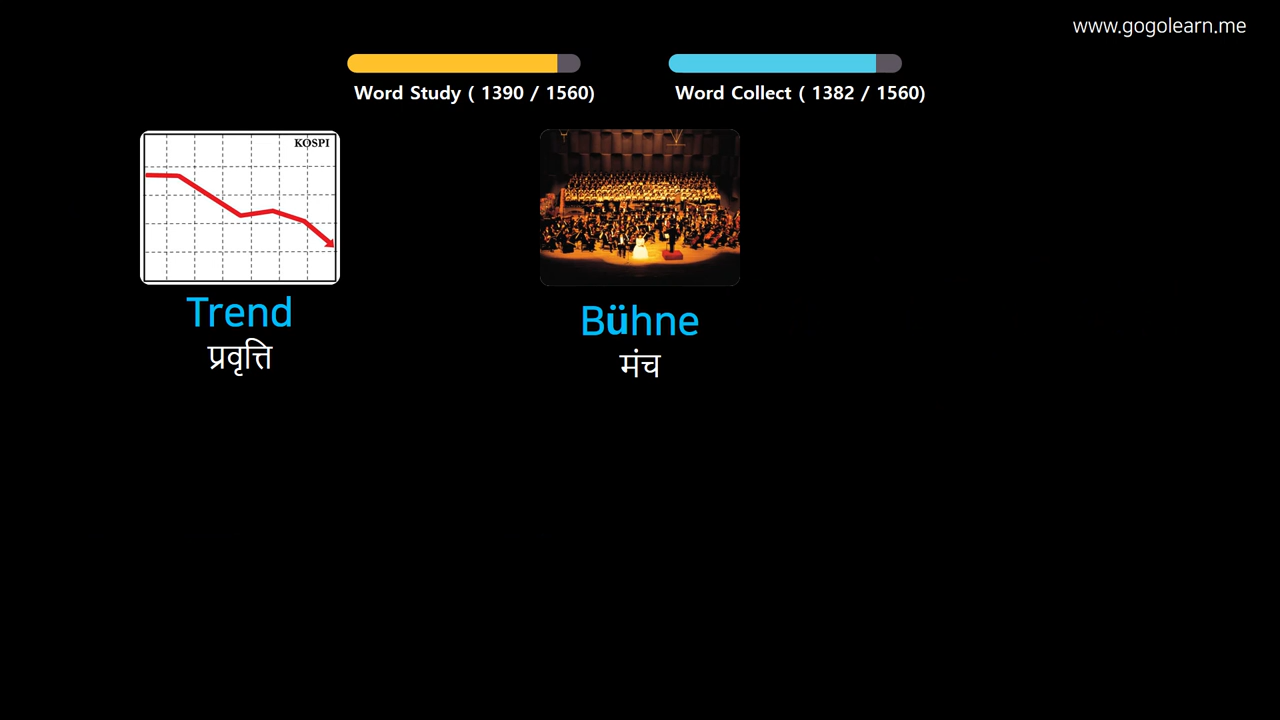 www.gogolearn.me
Word Study ( 1390 / 1560)
Word Collect ( 1382 / 1560)
KOSPI
Trend
प्रवृत्ति
Bühne
मंच